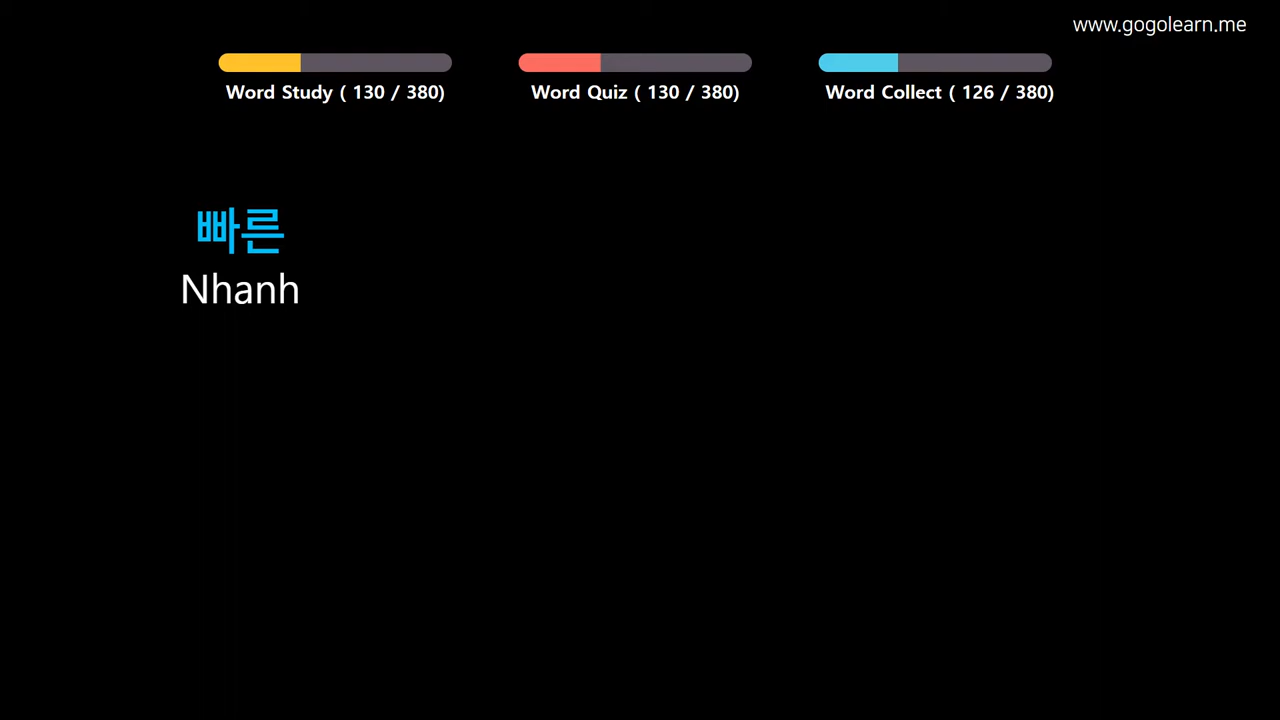 www.gogolearn.me
Word Study ( 130 / 380)
Word Quiz ( 130 / 380)
Word Collect ( 126 / 380)
빠른
Nhanh